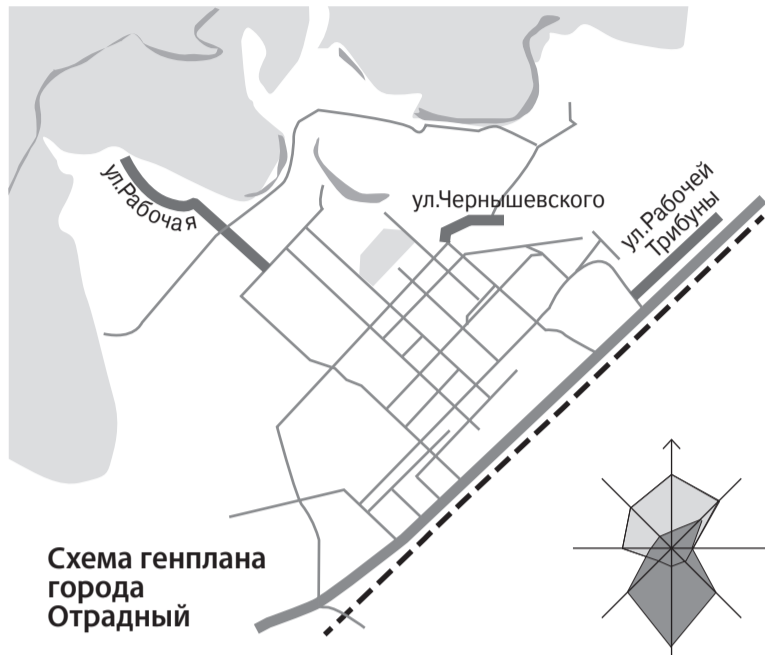 ул.Рабочая
ул.Чернышевского
ул.Рабочей
Трибуны
Схема генплана
города
Отрадный